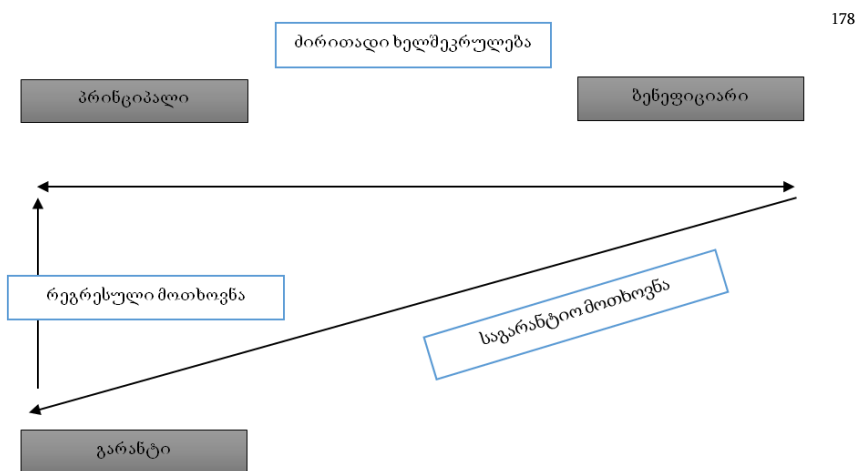 178
ძირითადი ხელშეკრულება
პრინციპალი
ბენეფიციარი
რეგრესული მოთხოვნა
საგარანტიო მოთხოვნა
გარანტი